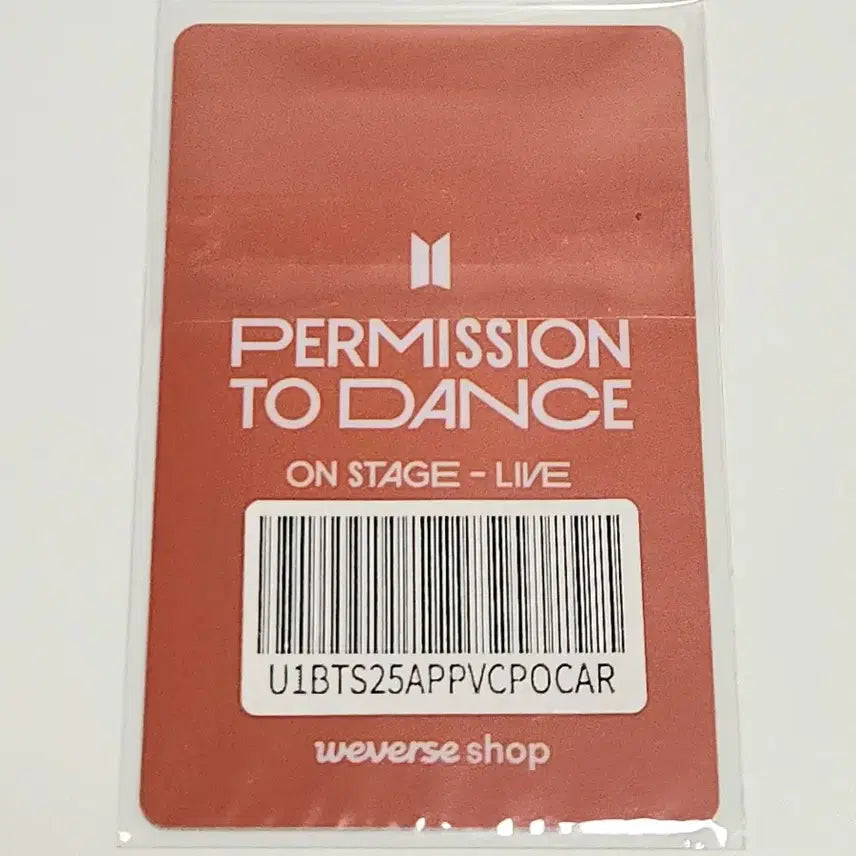 PERMISSION
TO DANCE
ON STAGE - LIVE
U1BTS25APPVCPOCAR
weverse shop